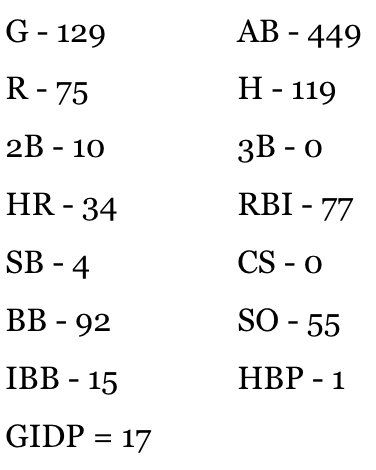 G - 129 AB - 449
R - 75 H - 119
2B - 10 3B - 0
HR - 34 RBI - 77
SB - 4 CS - 0
BB - 92 SO - 55
IBB - 15 HBP - 1
GIDP = 17